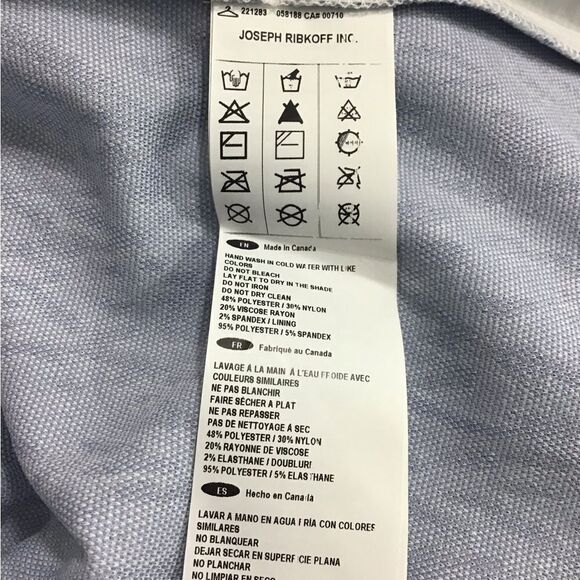 221283 058188 CA# 00710
JOSEPH RIBKOFF INC.
EN Made in Canada
HAND WASH IN COLD WATER WITH LIKE
COLORS
DO NOT BLEACH
LAY FLAT TO DRY IN THE SHADE
DO NOT IRON
DO NOT DRY CLEAN
48% POLYESTER / 30% NYLON
20% VISCOSE RAYON
2% SPANDEX / LINING
95% POLYESTER / 5% SPANDEX
FR Fabriqué au Canada
LAVAGE À LA MAIN À L'EAU FROIDE AVEC
COULEURS SIMILAIRES
NE PAS BLANCHIR
FAIRE SÉCHER A PLAT
NE PAS REPASSER
PAS DE NETTOYAGE À SEC
48% POLYESTER / 30% NYLON
20% RAYONNE DE VISCOSE
2% ELASTHANE / DOUBLURE
95% POLYESTER / 5% ELASTHANE
ES Hecho en Canada
LAVAR A MANO EN AGUA FRIA CON COLORES
SIMILARES
NO BLANQUEAR
DEJAR SECAR EN SUPERFICIE PLANA
NO PLANCHAR
NO LIMPIAR EN SECO